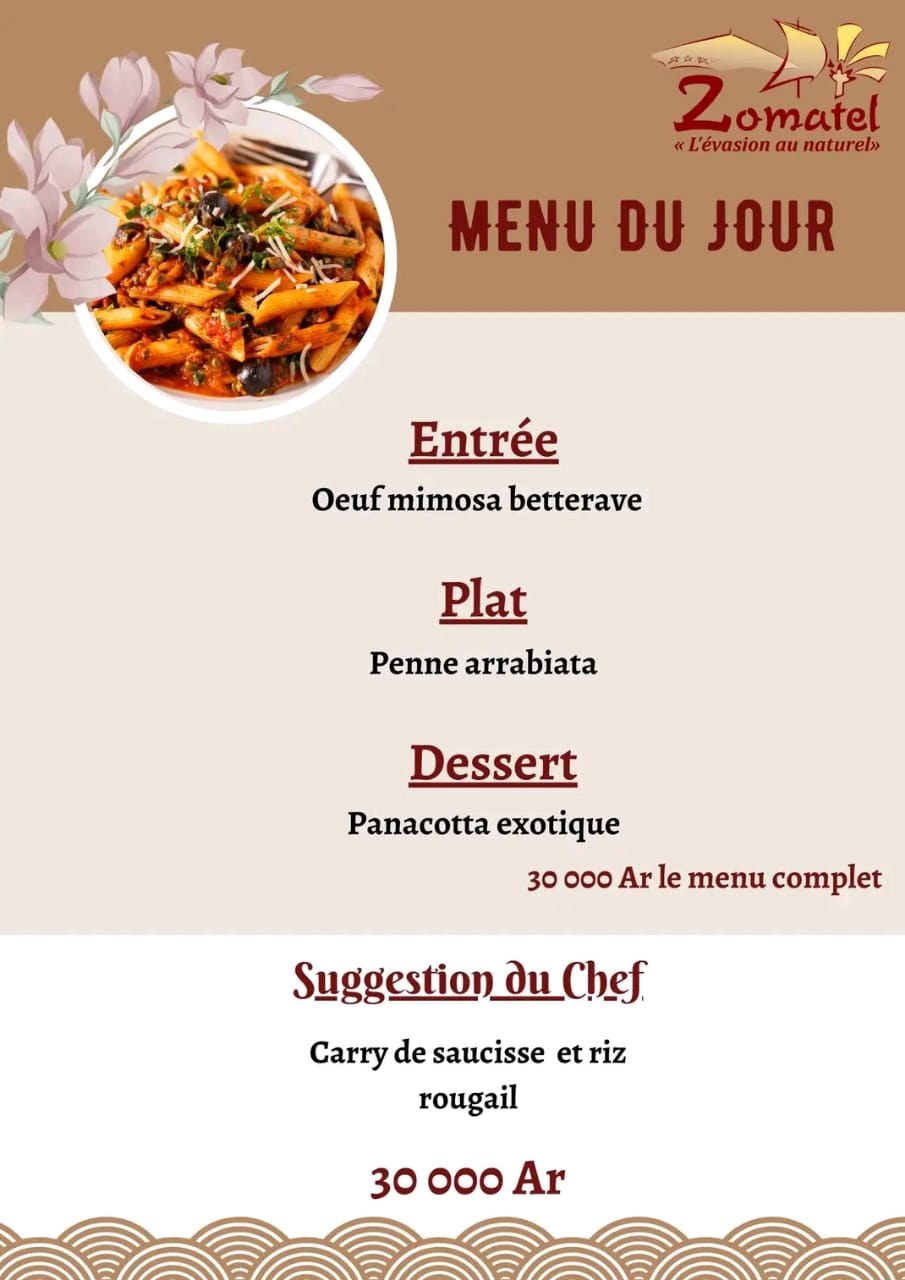 Zomatel
« L'évasion au naturel»
MENU DU JOUR
Entrée
Oeuf mimosa betterave
Plat
Penne arrabiata
Dessert
Panacotta exotique
30 000 Ar le menu complet
Suggestion du Chef
Carry de saucisse et riz
rougail
30 000 Ar